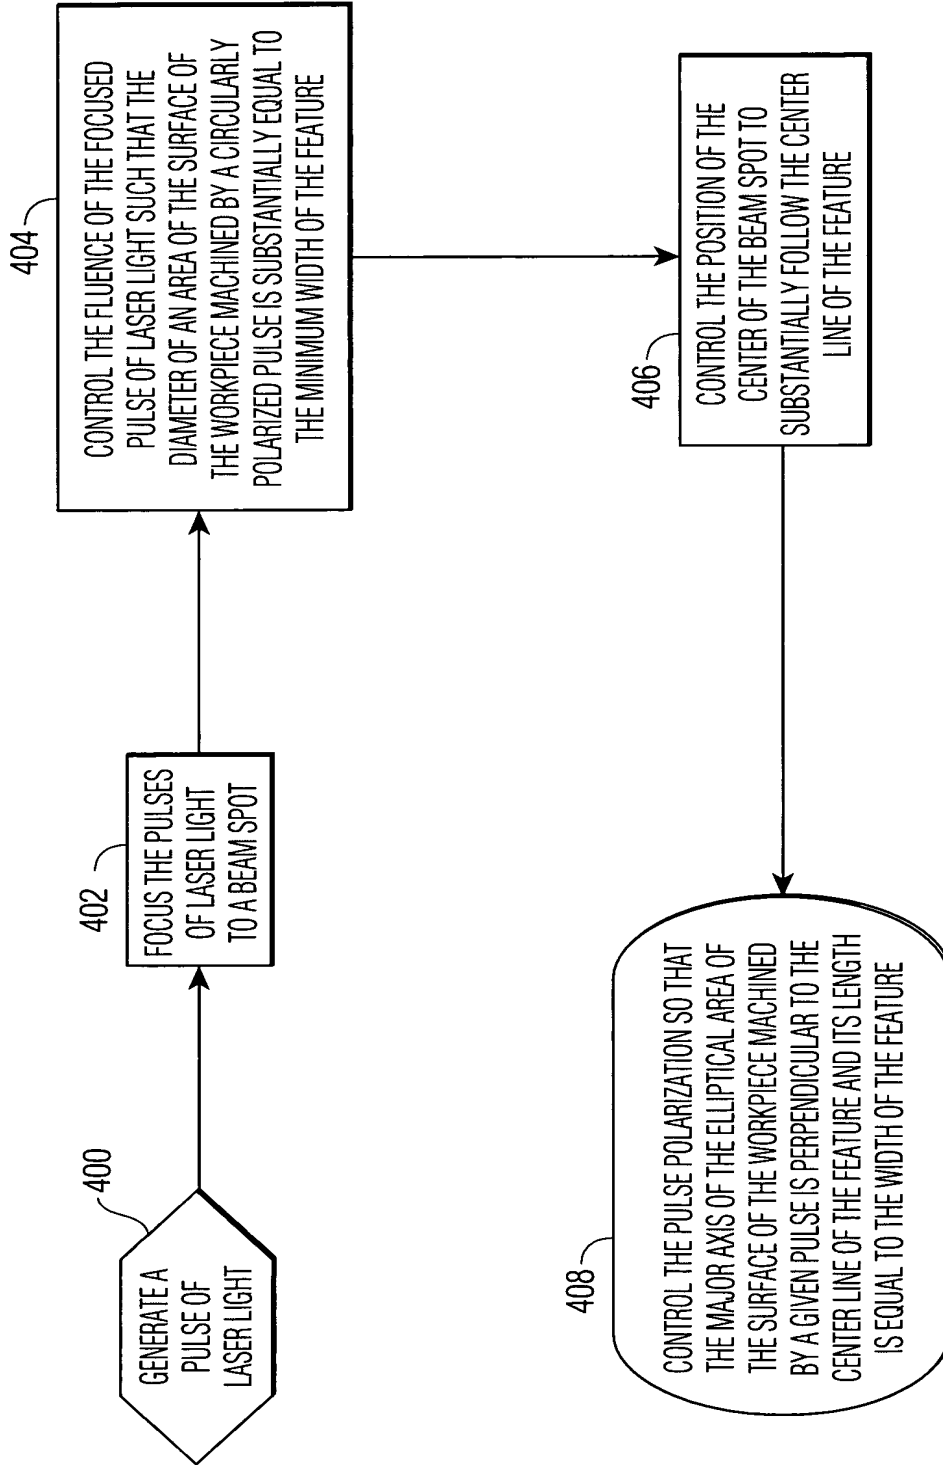 400
GENERATE A
PULSE OF
LASER LIGHT
402
FOCUS THE PULSES
OF LASER LIGHT
TO A BEAM SPOT
404
CONTROL THE FLUENCE OF THE FOCUSED
PULSE OF LASER LIGHT SUCH THAT THE
DIAMETER OF AN AREA OF THE SURFACE OF
THE WORKPIECE MACHINED BY A CIRCULARLY
POLARIZED PULSE IS SUBSTANTIALLY EQUAL TO
THE MINIMUM WIDTH OF THE FEATURE
406
CONTROL THE POSITION OF THE
CENTER OF THE BEAM SPOT TO
SUBSTANTIALLY FOLLOW THE CENTER
LINE OF THE FEATURE
408
CONTROL THE PULSE POLARIZATION SO THAT
THE MAJOR AXIS OF THE ELLIPTICAL AREA OF
THE SURFACE OF THE WORKPIECE MACHINED
BY A GIVEN PULSE IS PERPENDICULAR TO THE
CENTER LINE OF THE FEATURE AND ITS LENGTH
IS EQUAL TO THE WIDTH OF THE FEATURE